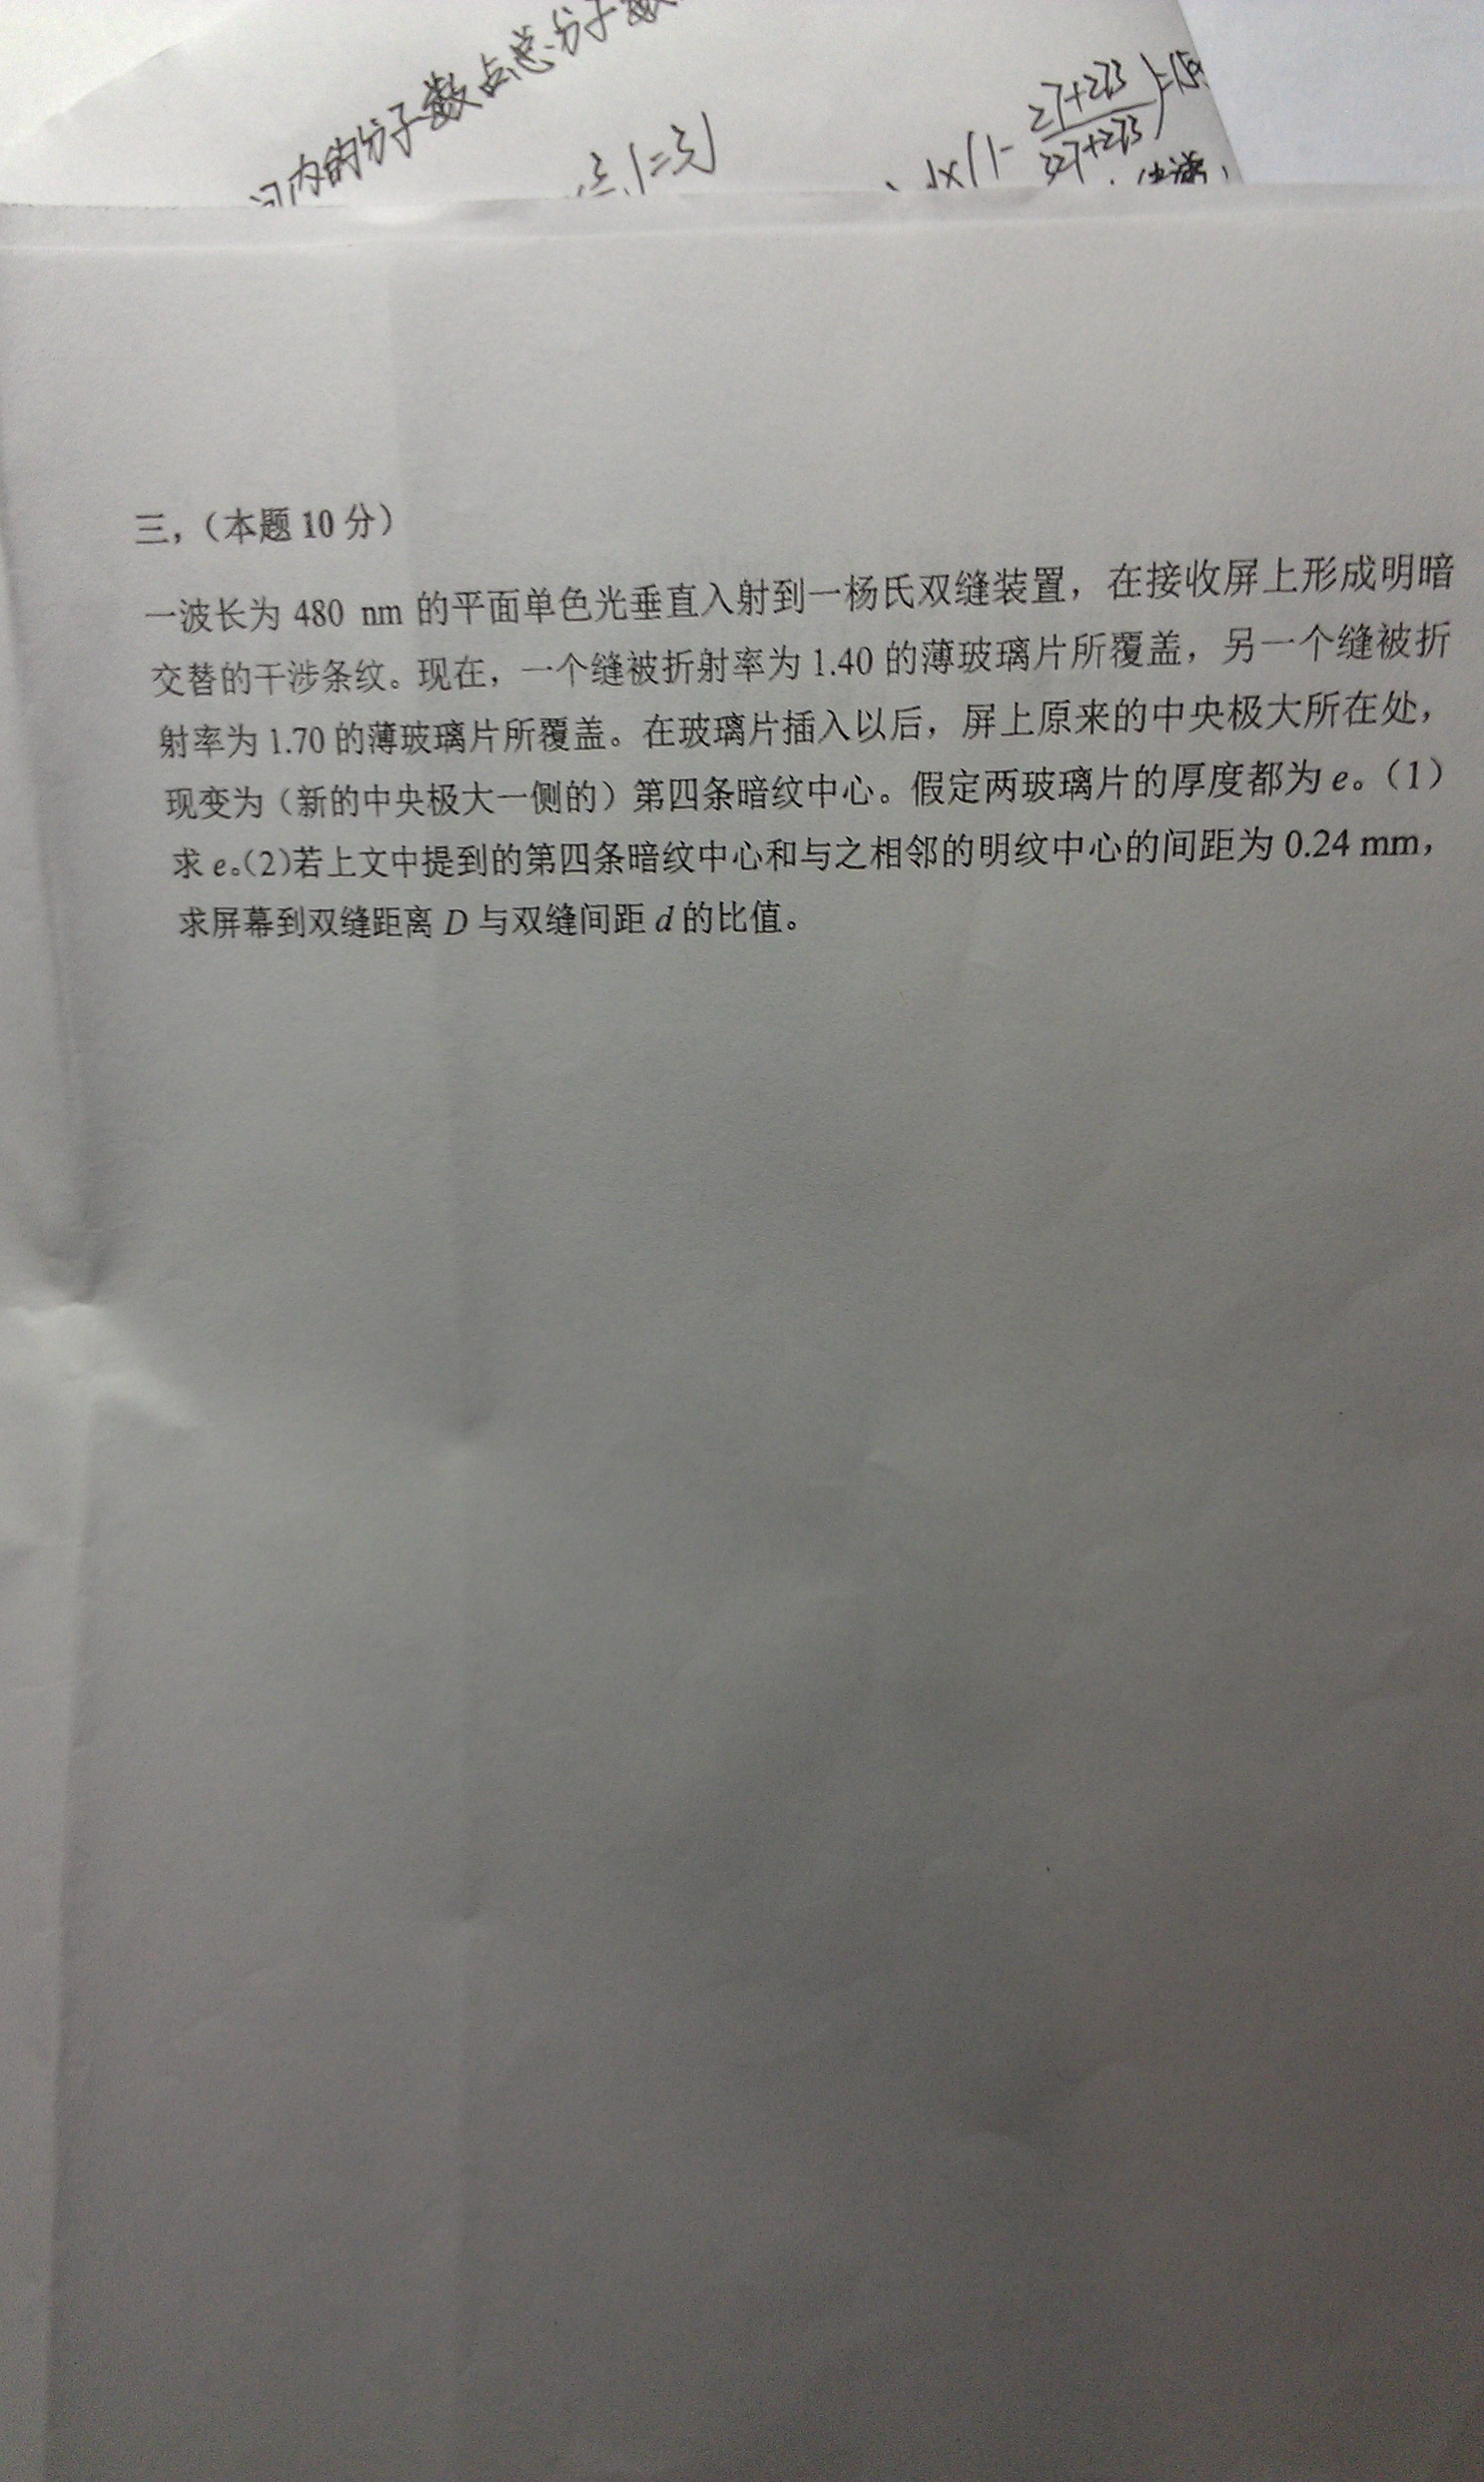 内的分子数占总分子数
27+273
1×(1-
327+273
三，（本题 10 分）
一波长为 480 nm 的平面单色光垂直入射到一杨氏双缝装置，在接收屏上形成明暗
交替的干涉条纹。现在，一个缝被折射率为 1.40 的薄玻璃片所覆盖，另一个缝被折
射率为 1.70 的薄玻璃片所覆盖。在玻璃片插入以后，屏上原来的中央极大所在处，
现变为（新的中央极大一侧的）第四条暗纹中心。假定两玻璃片的厚度都为 e。（1）
求 e。（2）若上文中提到的第四条暗纹中心和与之相邻的明纹中心的间距为 0.24 mm，
求屏幕到双缝距离 D 与双缝间距 d 的比值。